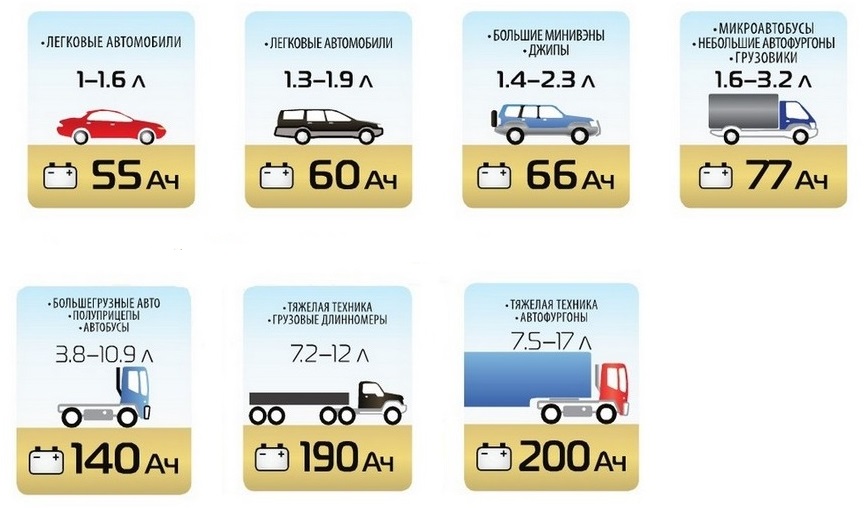 • ЛЕГКОВЫЕ АВТОМОБИЛИ
1–1.6 л
- +
55 Ач
• ЛЕГКОВЫЕ АВТОМОБИЛИ
1.3–1.9 л
- +
60 Ач
• БОЛЬШИЕ МИНИВЭНЫ
• ДЖИПЫ
1.4–2.3 л
- +
66 Ач
• МИКРОАВТОБУСЫ
• НЕБОЛЬШИЕ АВТОФУРГОНЫ
• ГРУЗОВИКИ
1.6–3.2 л
- +
77 Ач
• БОЛЬШЕГРУЗНЫЕ АВТО
• ПОЛУПРИЦЕПЫ
• АВТОБУСЫ
3.8–10.9 л
- +
140 Ач
• ТЯЖЕЛАЯ ТЕХНИКА
• ГРУЗОВЫЕ ДЛИННОМЕРЫ
7.2–12 л
- +
190 Ач
• ТЯЖЕЛАЯ ТЕХНИКА
• АВТОФУРГОНЫ
7.5–17 л
- +
200 Ач